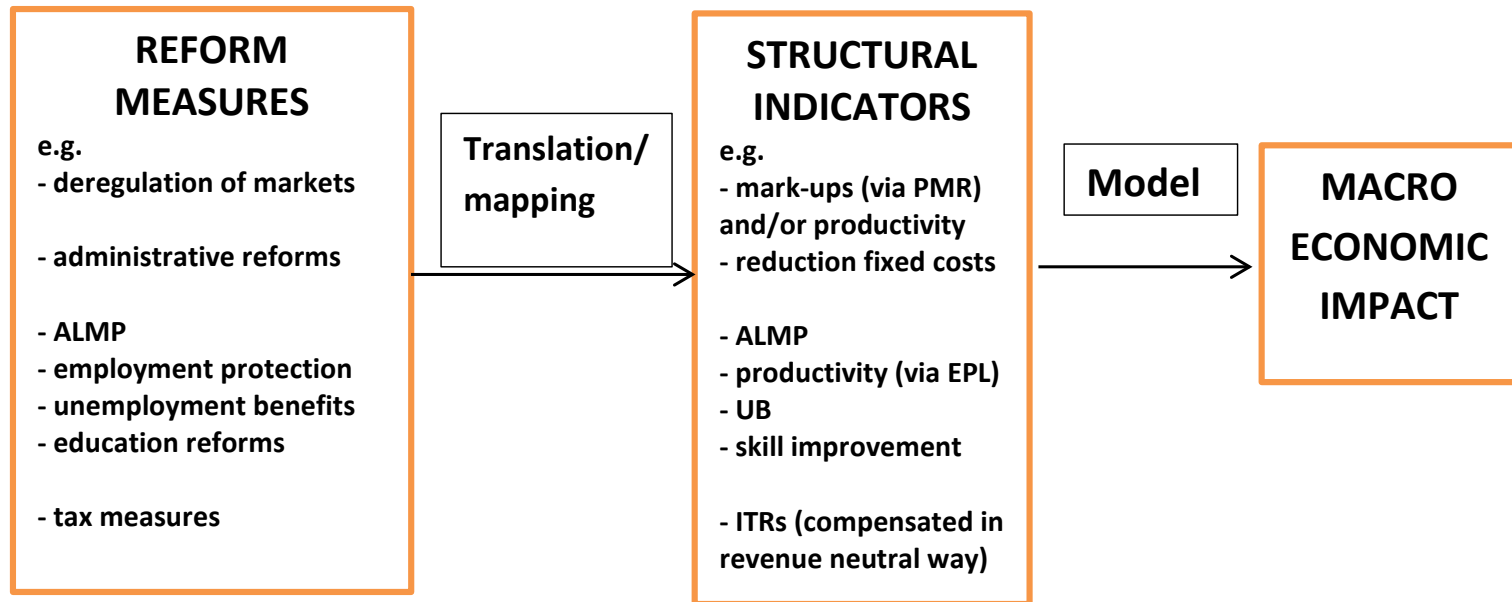 REFORM
MEASURES
e.g.
- deregulation of markets
- administrative reforms
- ALMP
- employment protection
- unemployment benefits
- education reforms
- tax measures
Translation/
mapping
STRUCTURAL
INDICATORS
e.g.
- mark-ups (via PMR)
and/or productivity
- reduction fixed costs
- ALMP
- productivity (via EPL)
- UB
- skill improvement
- ITRs (compensated in
revenue neutral way)
Model
MACRO
ECONOMIC
IMPACT